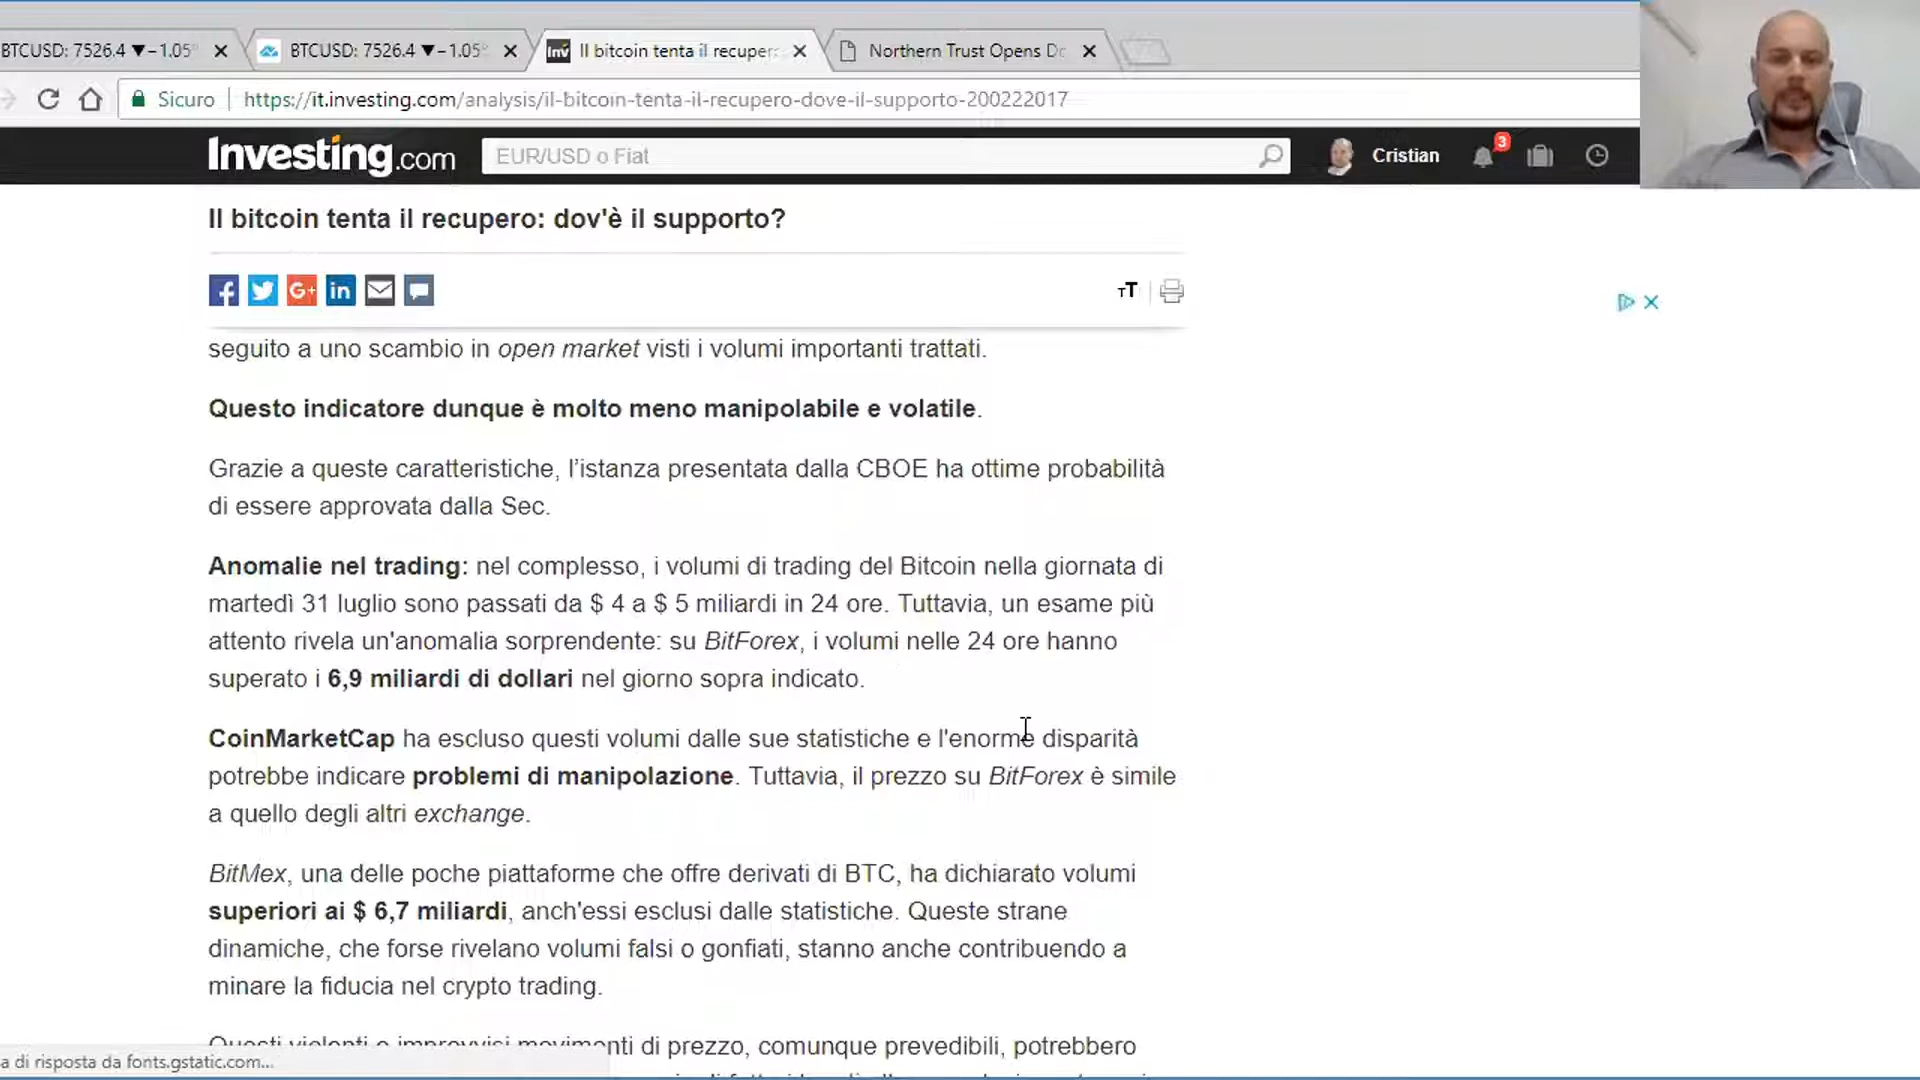 BTCUSD: 7526.4 ▼−1.05
BTCUSD: 7526.4 ▼−1.05
Inv
Il bitcoin tenta il recuper
Northern Trust Opens D
Sicuro
https://it.investing.com/analysis/il-bitcoin-tenta-il-recupero-dove-il-supporto-200222017
Investing.com
EUR/USD o Fiat
Cristian
3
Il bitcoin tenta il recupero: dov'è il supporto?
G+
in
TT
seguito a uno scambio in open market visti i volumi importanti trattati.
Questo indicatore dunque è molto meno manipolabile e volatile.
Grazie a queste caratteristiche, l’istanza presentata dalla CBOE ha ottime probabilità
di essere approvata dalla Sec.
Anomalie nel trading: nel complesso, i volumi di trading del Bitcoin nella giornata di
martedì 31 luglio sono passati da $ 4 a $ 5 miliardi in 24 ore. Tuttavia, un esame più
attento rivela un'anomalia sorprendente: su BitForex, i volumi nelle 24 ore hanno
superato i 6,9 miliardi di dollari nel giorno sopra indicato.
CoinMarketCap ha escluso questi volumi dalle sue statistiche e l'enorme disparità
potrebbe indicare problemi di manipolazione. Tuttavia, il prezzo su BitForex è simile
a quello degli altri exchange.
BitMex, una delle poche piattaforme che offre derivati di BTC, ha dichiarato volumi
superiori ai $ 6,7 miliardi, anch'essi esclusi dalle statistiche. Queste strane
dinamiche, che forse rivelano volumi falsi o gonfiati, stanno anche contribuendo a
minare la fiducia nel crypto trading.
Questi violenti e improvvisi movimenti di prezzo, comunque prevedibili, potrebbero
a di risposta da fonts.gstatic.com...